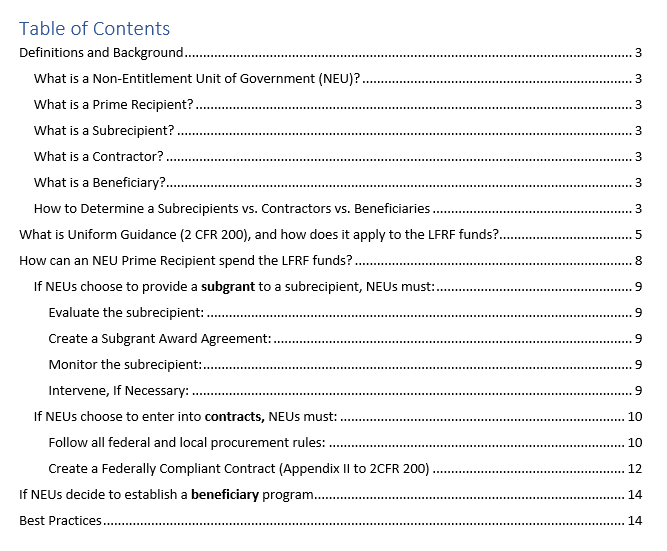 Table of Contents
Definitions and Background............................................................................................................................ 3
What is a Non-Entitlement Unit of Government (NEU)?........................................................................... 3
What is a Prime Recipient?......................................................................................................................... 3
What is a Subrecipient?.............................................................................................................................. 3
What is a Contractor?................................................................................................................................. 3
What is a Beneficiary?................................................................................................................................. 3
How to Determine a Subrecipients vs. Contractors vs. Beneficiaries........................................................ 3
What is Uniform Guidance (2 CFR 200), and how does it apply to the LFRF funds?.................................... 5
How can an NEU Prime Recipient spend the LFRF funds?........................................................................... 8
If NEUs choose to provide a subgrant to a subrecipient, NEUs must:....................................................... 9
Evaluate the subrecipient:....................................................................................................................... 9
Create a Subgrant Award Agreement:.................................................................................................... 9
Monitor the subrecipient:........................................................................................................................ 9
Intervene, If Necessary:........................................................................................................................... 9
If NEUs choose to enter into contracts, NEUs must:................................................................................ 10
Follow all federal and local procurement rules:.................................................................................... 10
Create a Federally Compliant Contract (Appendix II to 2CFR 200)........................................................ 12
If NEUs decide to establish a beneficiary program...................................................................................... 14
Best Practices.............................................................................................................................................. 14